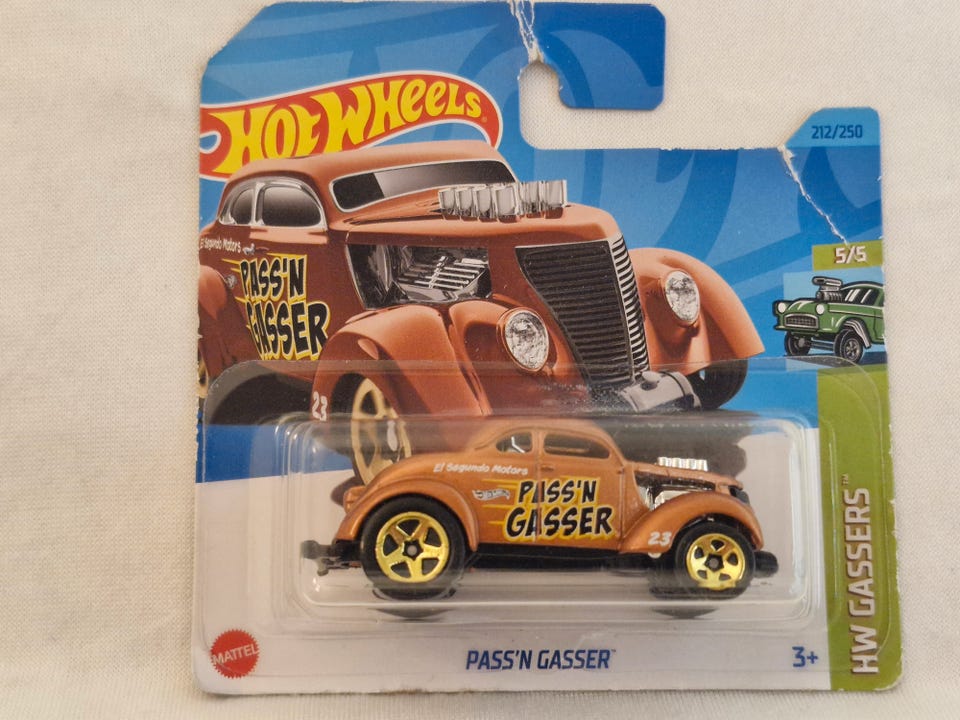 HOT WHEELS
212/250
5/5
El Segundo Motors
PASS'N
GASSER
23
El Segundo Motors
PASS'N
GASSER
23
HW GASSERS™
MATTEL
PASS'N GASSER™
3+